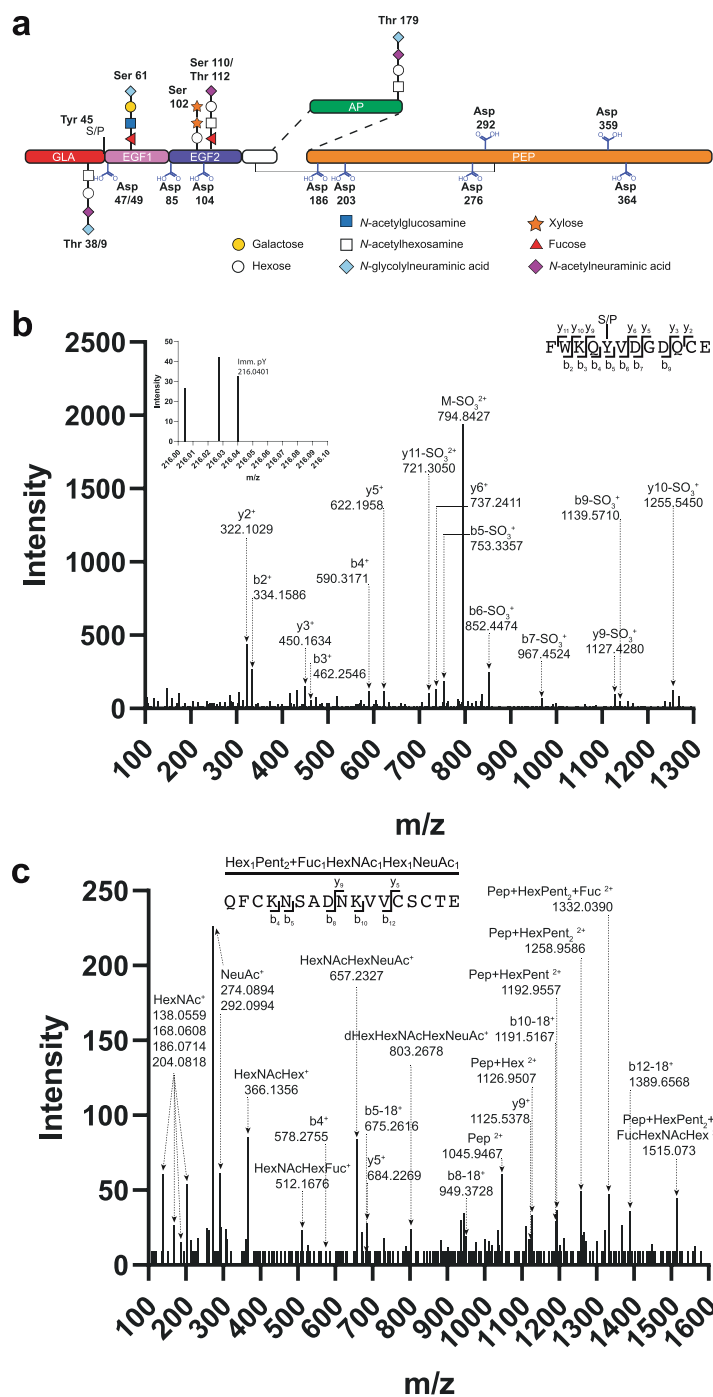 a
Thr 179
Ser 61
Ser 110/
Thr 112
Ser
102
AP
Tyr 45
S/P
Asp
292
Asp
359
GLA
EGF1
EGF2
PEP
Asp
47/49
Asp
85
Asp
104
Asp
186
Asp
203
Asp
276
Asp
364
Thr 38/9
N-acetylglucosamine
Xylose
Galactose
N-acetylhexosamine
Fucose
Hexose
N-glycolylneuraminic acid
N-acetylneuraminic acid
b
S/P
y11 y10 y9 y6 y5 y3 y2
FWKQYVDGDQCE
b2 b3 b4 b5 b6 b7 b9
Intensity
2500
2000
1500
1000
500
0
Intensity
50
40
30
20
10
0
Imm. pY
216.0401
216.00 216.01 216.02 216.03 216.04 216.05 216.06 216.07 216.08 216.09 216.10
m/z
M-SO₃²⁺
794.8427
y11-SO₃²⁺
721.3050
y5⁺
622.1958
y6⁺
737.2411
b9-SO₃⁺
1139.5710
y10-SO₃⁺
1255.5450
y2⁺
322.1029
b5-SO₃⁺
753.3357
b4⁺
590.3171
b2⁺
334.1586
b6-SO₃⁺
852.4474
y3⁺
450.1634
b3⁺
462.2546
b7-SO₃⁺
967.4524
y9-SO₃⁺
1127.4280
100 200 300 400 500 600 700 800 900 1000 1100 1200 1300
m/z
c
Hex₁Pent₂+Fuc₁HexNAc₁Hex₁NeuAc₁
y9 y5
QFCKNSADNKVVCSCTE
b4 b5 b8 b10 b12
Intensity
250
200
150
100
50
0
Pep+HexPent₂+Fuc ²⁺
1332.0390
Pep+HexPent₂ ²⁺
1258.9586
HexNAcHexNeuAc⁺
657.2327
NeuAc⁺
274.0894
292.0994
Pep+HexPent ²⁺
1192.9557
HexNAc⁺
138.0559
168.0608
186.0714
204.0818
b10-18⁺
1191.5167
dHexHexNAcHexNeuAc⁺
803.2678
Pep+Hex ²⁺
1126.9507
HexNAcHex⁺
366.1356
b12-18⁺
1389.6568
y9⁺
1125.5378
b4⁺
578.2755
b5-18⁺
675.2616
Pep+HexPent₂+
FucHexNAcHex
1515.073
Pep ²⁺
1045.9467
HexNAcHexFuc⁺
512.1676
y5⁺
684.2269
b8-18⁺
949.3728
100 200 300 400 500 600 700 800 900 1000 1100 1200 1300 1400 1500 1600
m/z